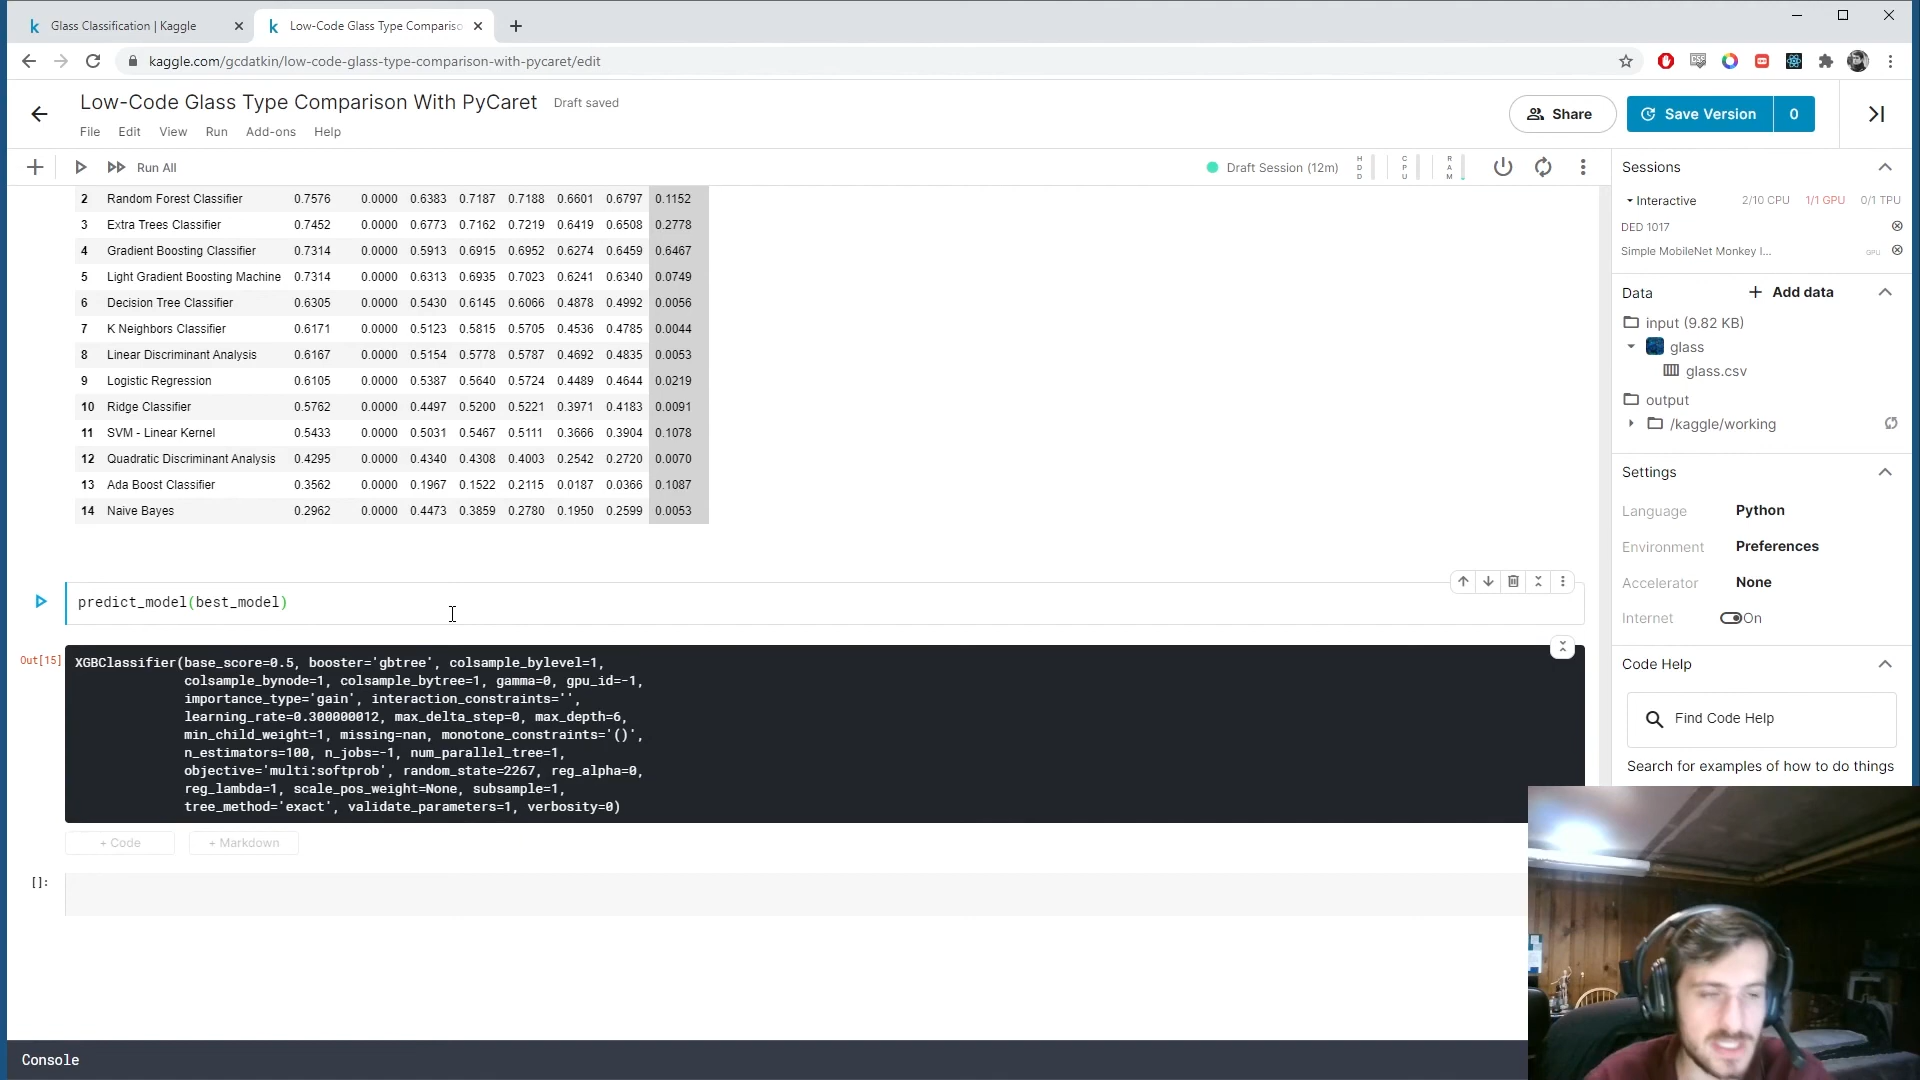 Glass Classification | Kaggle
Low-Code Glass Type Compariso
kaggle.com/gcdatkin/low-code-glass-type-comparison-with-pycaret/edit
Low-Code Glass Type Comparison With PyCaret Draft saved
File Edit View Run Add-ons Help
Share
Save Version 0
Run All
Draft Session (12m)
HDD
CPU
RAM
2 Random Forest Classifier 0.7576 0.0000 0.6383 0.7187 0.7188 0.6601 0.6797 0.1152
3 Extra Trees Classifier 0.7452 0.0000 0.6773 0.7162 0.7219 0.6419 0.6508 0.2778
4 Gradient Boosting Classifier 0.7314 0.0000 0.5913 0.6915 0.6952 0.6274 0.6459 0.6467
5 Light Gradient Boosting Machine 0.7314 0.0000 0.6313 0.6935 0.7023 0.6241 0.6340 0.0749
6 Decision Tree Classifier 0.6305 0.0000 0.5430 0.6145 0.6066 0.4878 0.4992 0.0056
7 K Neighbors Classifier 0.6171 0.0000 0.5123 0.5815 0.5705 0.4536 0.4785 0.0044
8 Linear Discriminant Analysis 0.6167 0.0000 0.5154 0.5778 0.5787 0.4692 0.4835 0.0053
9 Logistic Regression 0.6105 0.0000 0.5387 0.5640 0.5724 0.4489 0.4644 0.0219
10 Ridge Classifier 0.5762 0.0000 0.4497 0.5200 0.5221 0.3971 0.4183 0.0091
11 SVM - Linear Kernel 0.5433 0.0000 0.5031 0.5467 0.5111 0.3666 0.3904 0.1078
12 Quadratic Discriminant Analysis 0.4295 0.0000 0.4340 0.4308 0.4003 0.2542 0.2720 0.0070
13 Ada Boost Classifier 0.3562 0.0000 0.1967 0.1522 0.2115 0.0187 0.0366 0.1087
14 Naive Bayes 0.2962 0.0000 0.4473 0.3859 0.2780 0.1950 0.2599 0.0053
predict_model(best_model)
Out[15]
XGBClassifier(base_score=0.5, booster='gbtree', colsample_bylevel=1,
colsample_bynode=1, colsample_bytree=1, gamma=0, gpu_id=-1,
importance_type='gain', interaction_constraints='',
learning_rate=0.300000012, max_delta_step=0, max_depth=6,
min_child_weight=1, missing=nan, monotone_constraints='()',
n_estimators=100, n_jobs=-1, num_parallel_tree=1,
objective='multi:softprob', random_state=2267, reg_alpha=0,
reg_lambda=1, scale_pos_weight=None, subsample=1,
tree_method='exact', validate_parameters=1, verbosity=0)
+ Code + Markdown
[]:
Console
Sessions
Interactive 2/10 CPU 1/1 GPU 0/1 TPU
DED 1017
Simple MobileNet Monkey I... GPU
Data + Add data
input (9.82 KB)
glass
glass.csv
output
/kaggle/working
Settings
Language Python
Environment Preferences
Accelerator None
Internet On
Code Help
Find Code Help
Search for examples of how to do things